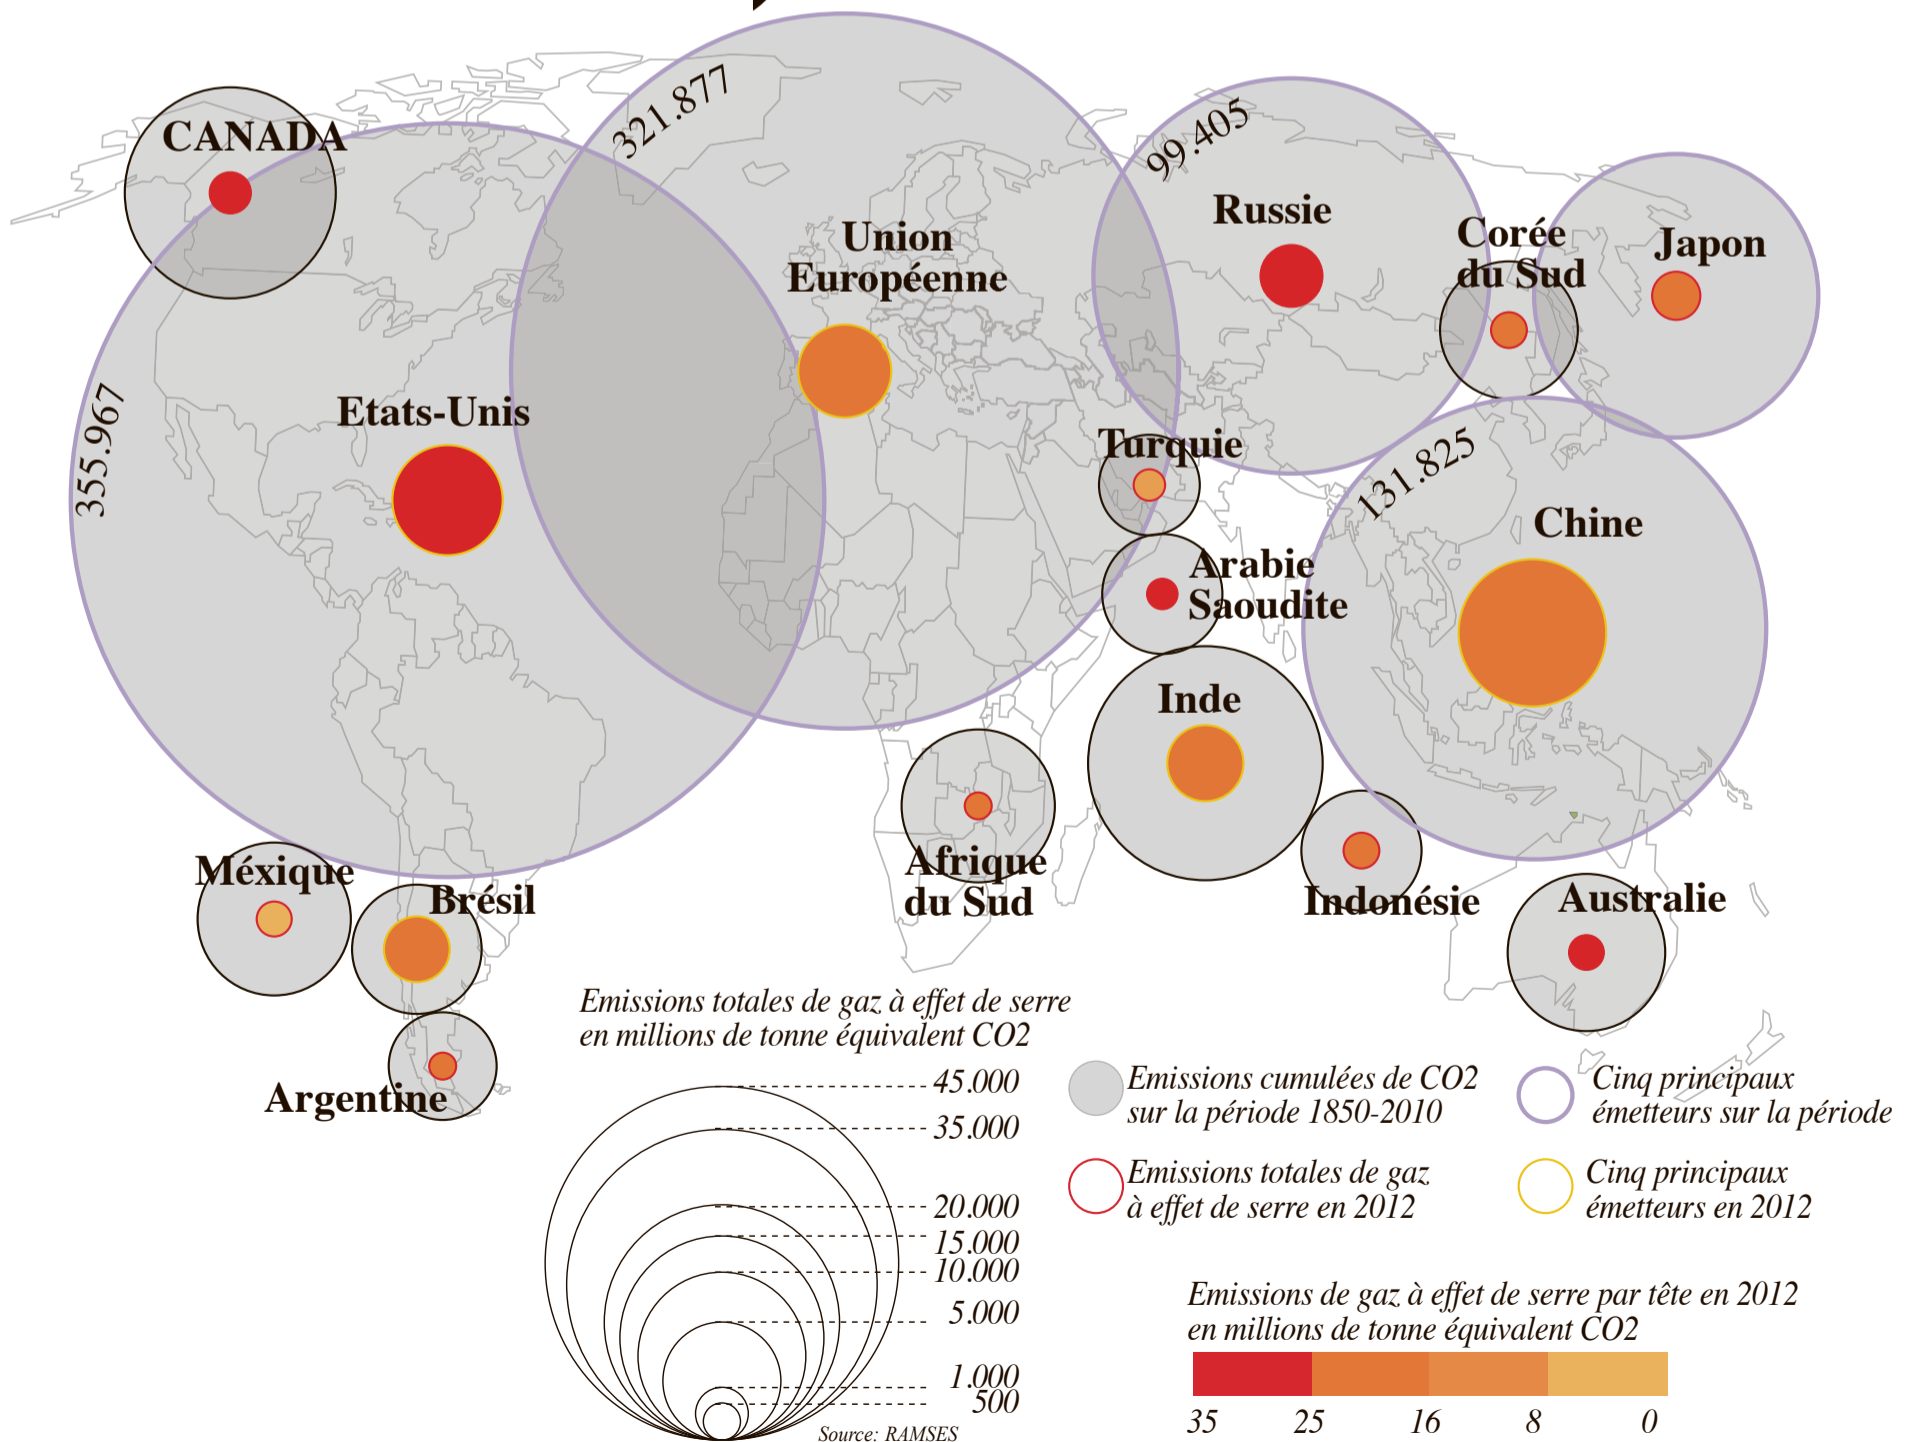 321.877
99.405
CANADA
Russie
Corée
du Sud
Japon
Union
Européenne
355.967
Etats-Unis
Turquie
131.825
Chine
Arabie
Saoudite
Inde
Afrique
du Sud
Indonésie
Australie
Méxique
Brésil
Argentine
Emissions totales de gaz à effet de serre
en millions de tonne équivalent CO2
45.000
35.000
20.000
15.000
10.000
5.000
1.000
500
Source: RAMSES
Emissions cumulées de CO2
sur la période 1850-2010
Cinq principaux
émetteurs sur la période
Emissions totales de gaz
à effet de serre en 2012
Cinq principaux
émetteurs en 2012
Emissions de gaz à effet de serre par tête en 2012
en millions de tonne équivalent CO2
35 25 16 8 0